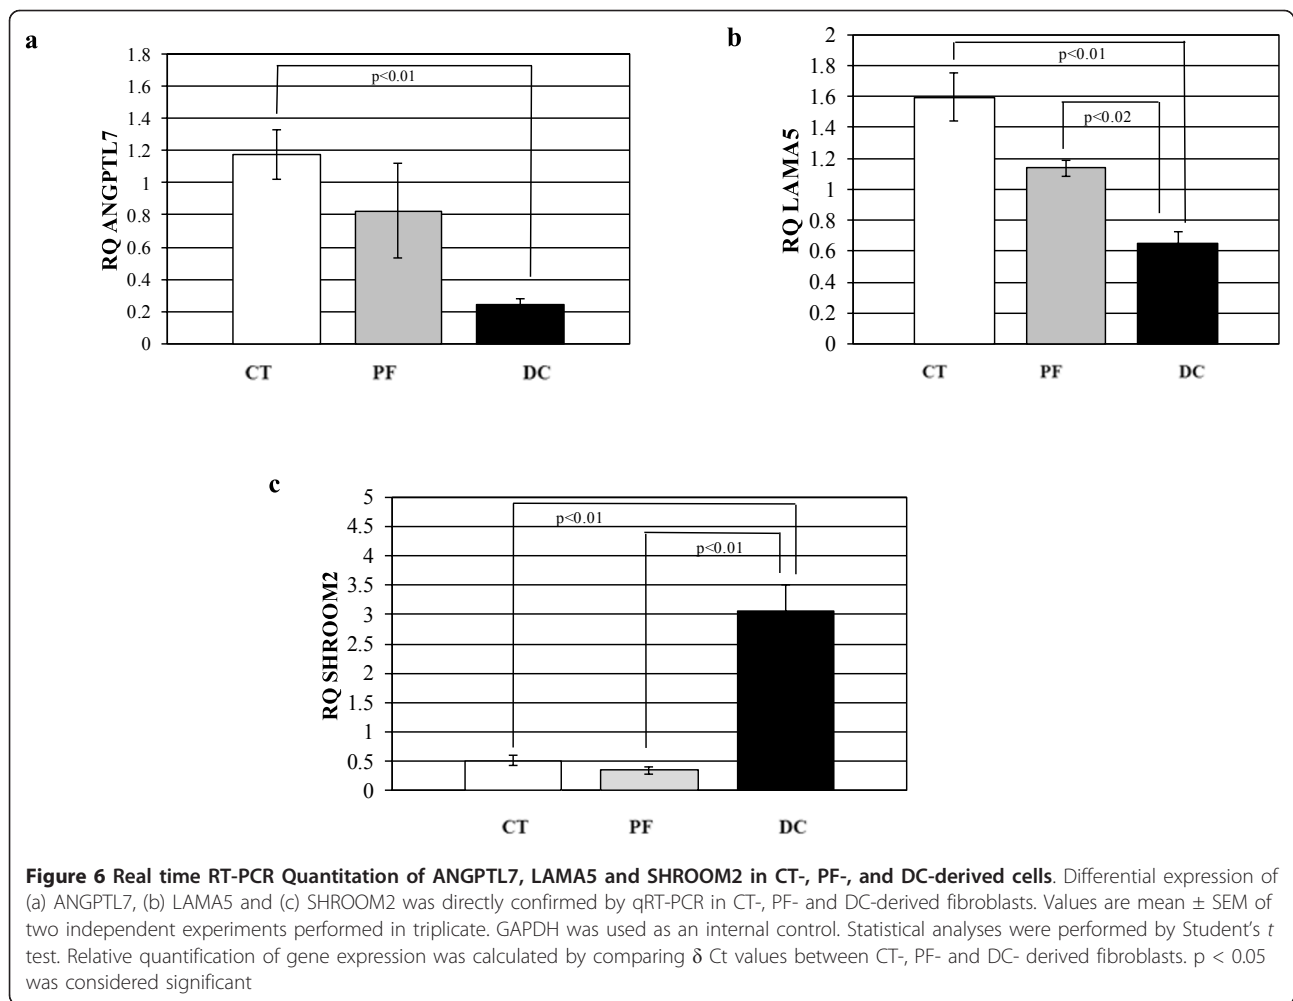 a
1.8
1.6
1.4
1.2
1
0.8
0.6
0.4
0.2
0
RQ ANGPTL7
p<0.01
CT PF DC
b
2
1.8
1.6
1.4
1.2
1
0.8
0.6
0.4
0.2
0
RQ LAMA5
p<0.01
p<0.02
CT PF DC
c
5
4.5
4
3.5
3
2.5
2
1.5
1
0.5
0
RQ SHROOM2
p<0.01
p<0.01
CT PF DC
Figure 6 Real time RT-PCR Quantitation of ANGPTL7, LAMA5 and SHROOM2 in CT-, PF-, and DC-derived cells. Differential expression of
(a) ANGPTL7, (b) LAMA5 and (c) SHROOM2 was directly confirmed by qRT-PCR in CT-, PF- and DC-derived fibroblasts. Values are mean ± SEM of
two independent experiments performed in triplicate. GAPDH was used as an internal control. Statistical analyses were performed by Student's t
test. Relative quantification of gene expression was calculated by comparing δ Ct values between CT-, PF- and DC- derived fibroblasts. p < 0.05
was considered significant